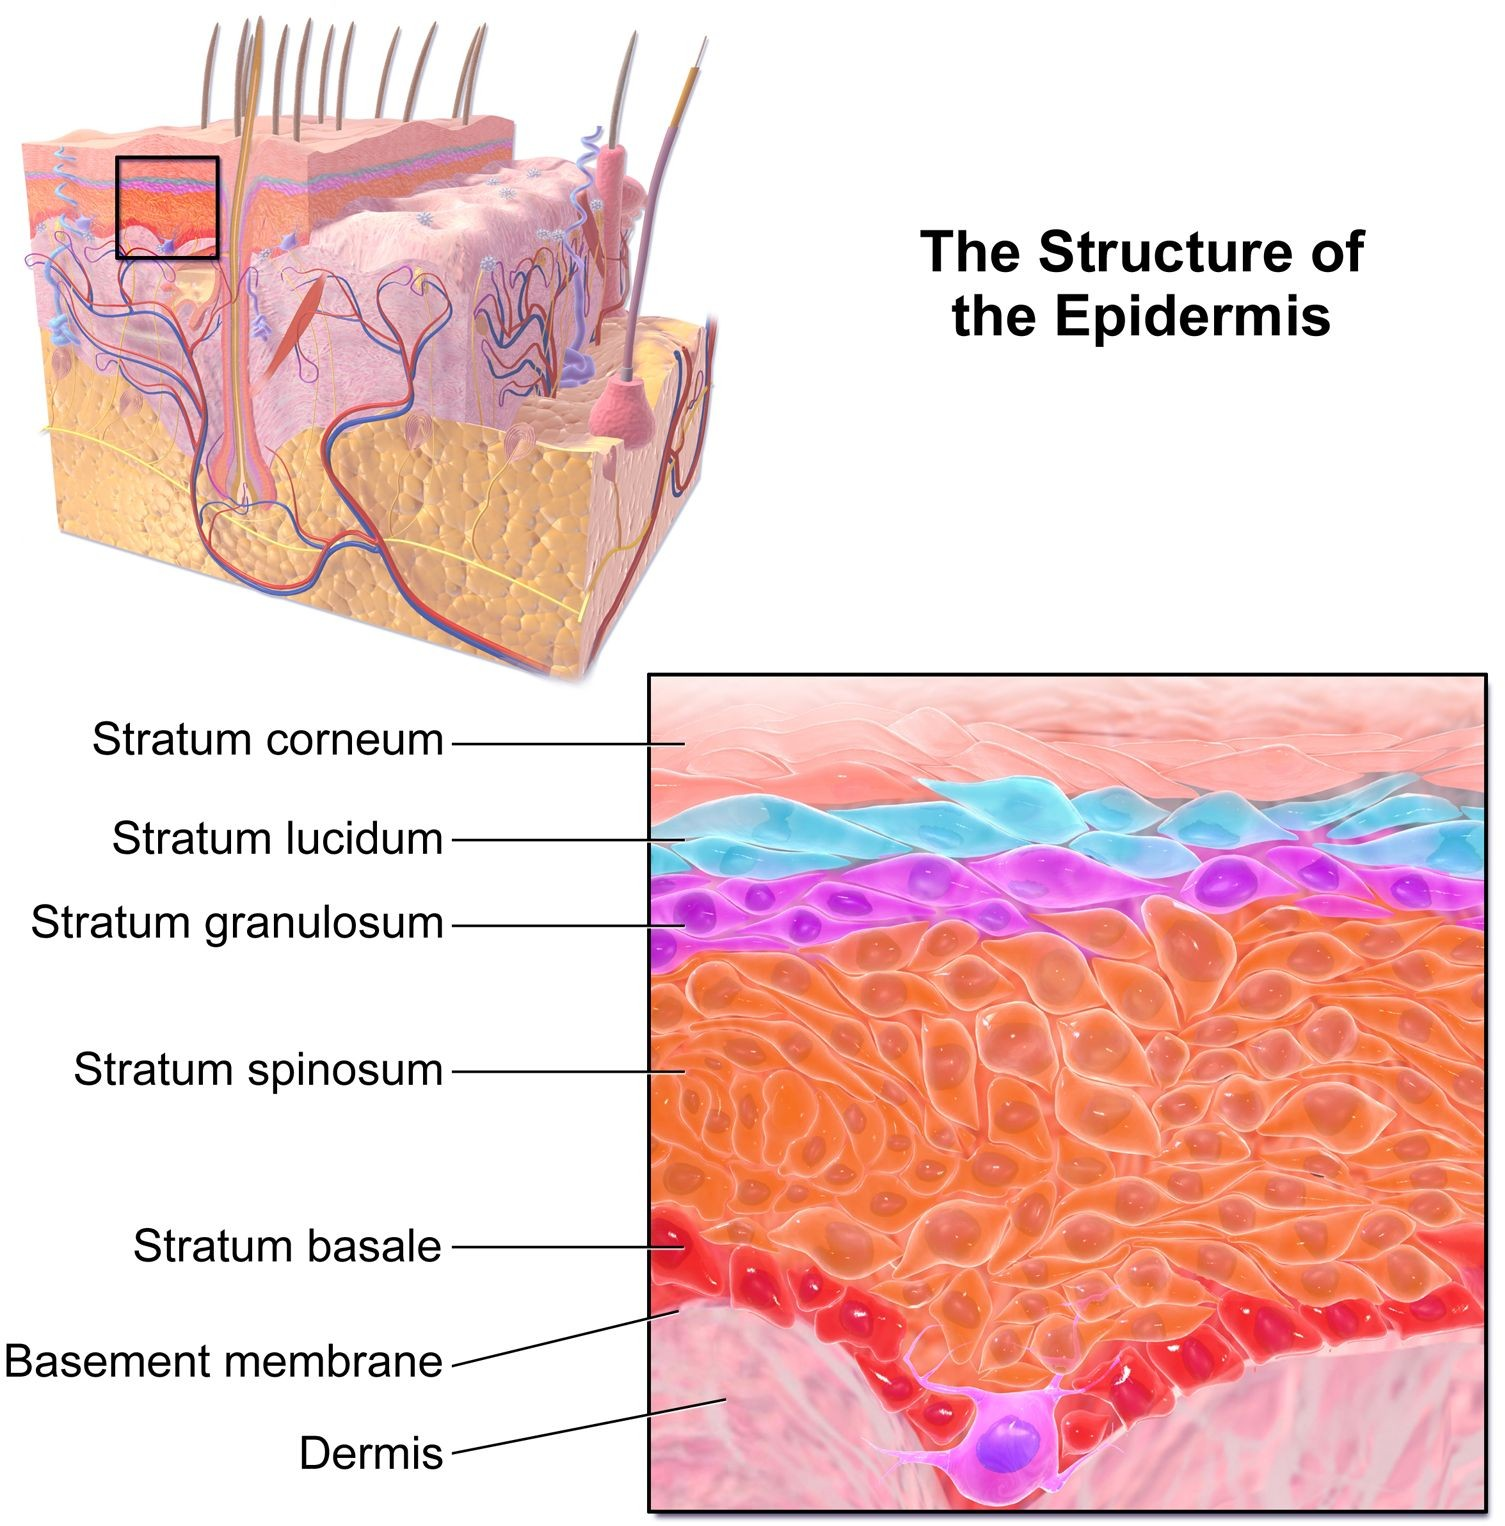 The Structure of
the Epidermis
Stratum corneum
Stratum lucidum
Stratum granulosum
Stratum spinosum
Stratum basale
Basement membrane
Dermis